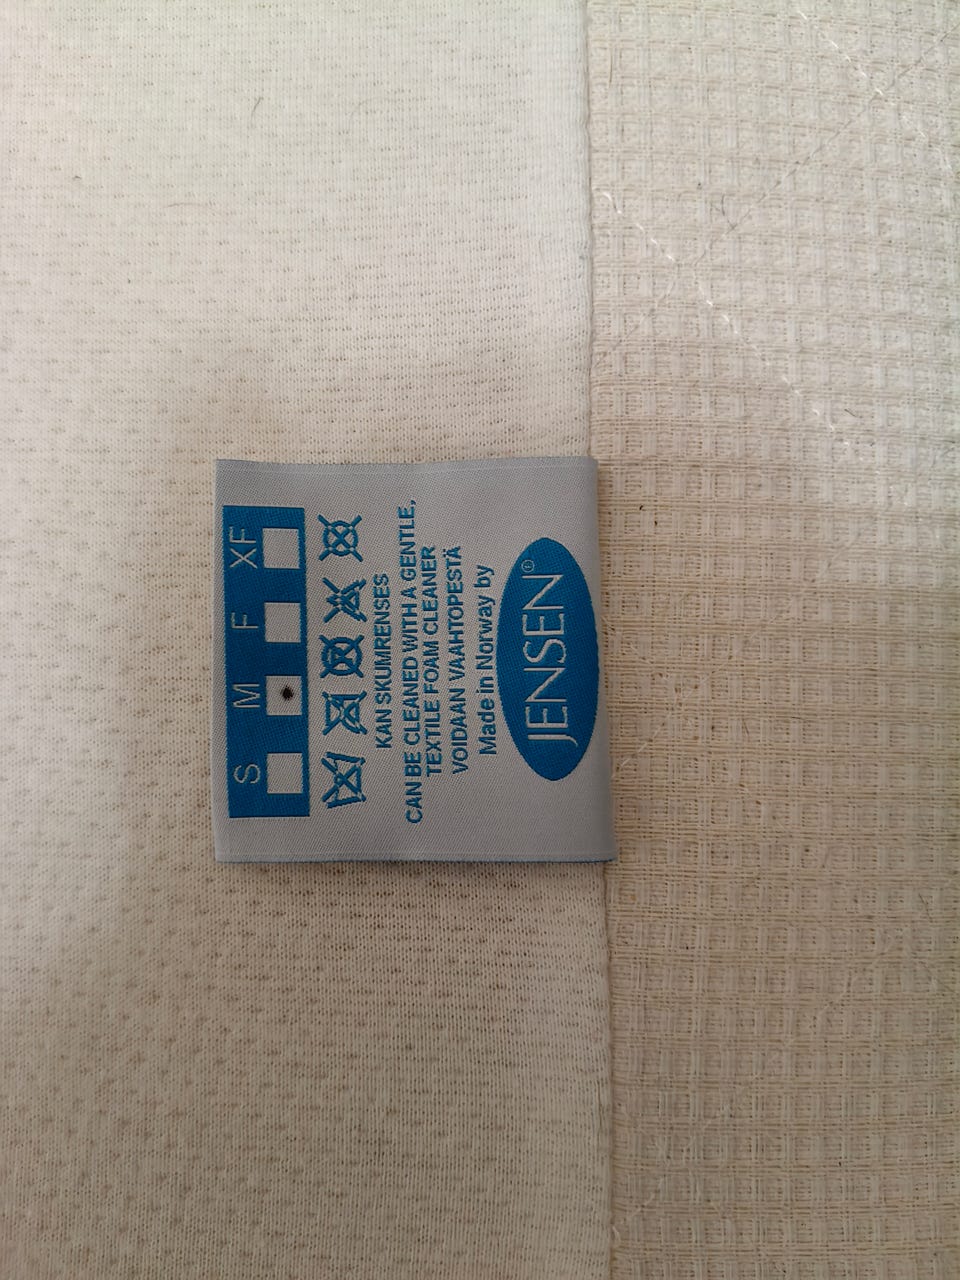 S M F XF
KAN SKUMRENSES
CAN BE CLEANED WITH A GENTLE,
TEXTILE FOAM CLEANER
VOIDAAN VAAHTOPESTÄ
Made in Norway by
JENSEN®